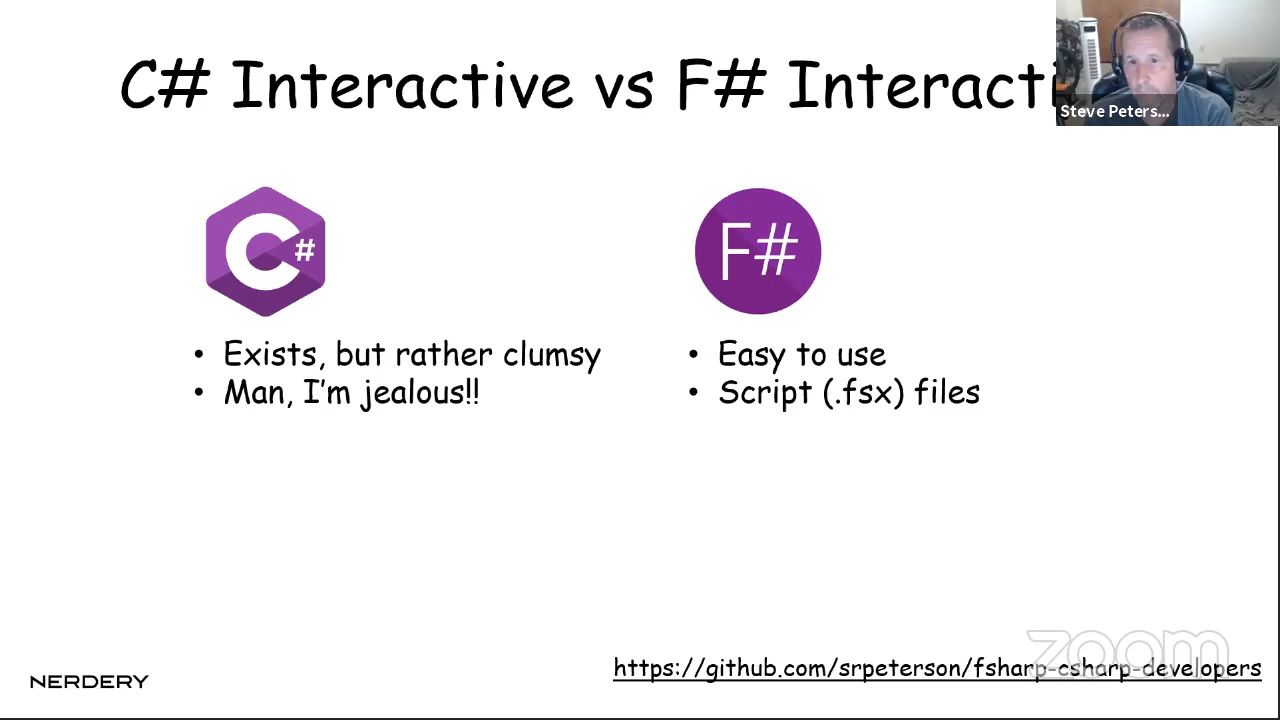 C# Interactive vs F# Interacti
Steve Peters...
C#
F#
• Exists, but rather clumsy
• Man, I'm jealous!!
• Easy to use
• Script (.fsx) files
zoom
https://github.com/srpeterson/fsharp-csharp-developers
NERDERY